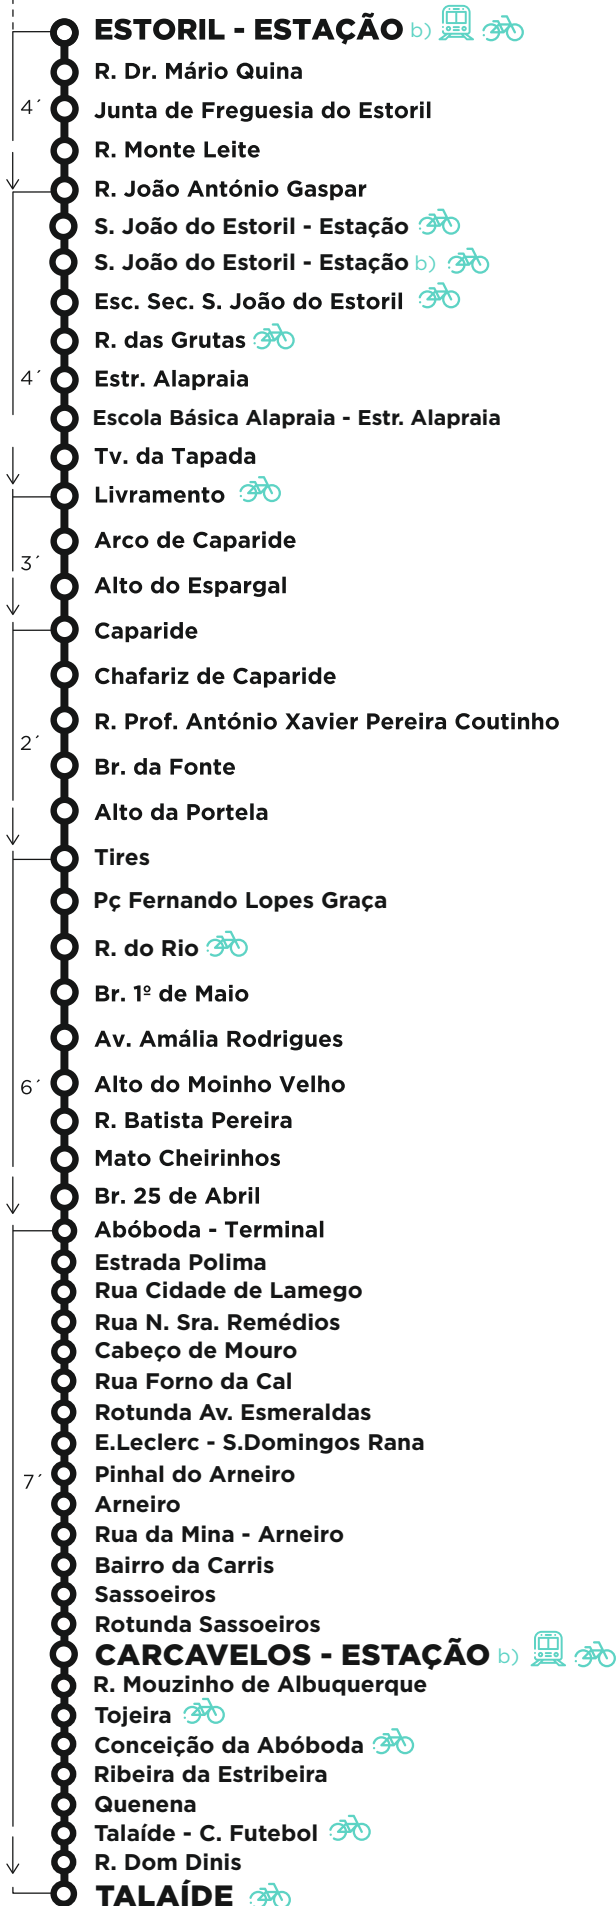 ESTORIL - ESTAÇÃO b)
R. Dr. Mário Quina
4´ Junta de Freguesia do Estoril
R. Monte Leite
R. João António Gaspar
S. João do Estoril - Estação
S. João do Estoril - Estação b)
Esc. Sec. S. João do Estoril
R. das Grutas
4´ Estr. Alapraia
Escola Básica Alapraia - Estr. Alapraia
Tv. da Tapada
Livramento
Arco de Caparide
3´
Alto do Espargal
Caparide
Chafariz de Caparide
R. Prof. António Xavier Pereira Coutinho
2´
Br. da Fonte
Alto da Portela
Tires
Pç Fernando Lopes Graça
R. do Rio
Br. 1º de Maio
Av. Amália Rodrigues
6´ Alto do Moinho Velho
R. Batista Pereira
Mato Cheirinhos
Br. 25 de Abril
Abóboda - Terminal
Estrada Polima
Rua Cidade de Lamego
Rua N. Sra. Remédios
Cabeço de Mouro
Rua Forno da Cal
Rotunda Av. Esmeraldas
E.Leclerc - S.Domingos Rana
7´ Pinhal do Arneiro
Arneiro
Rua da Mina - Arneiro
Bairro da Carris
Sassoeiros
Rotunda Sassoeiros
CARCAVELOS - ESTAÇÃO b)
R. Mouzinho de Albuquerque
Tojeira
Conceição da Abóboda
Ribeira da Estribeira
Quenena
Talaíde - C. Futebol
R. Dom Dinis
TALAÍDE